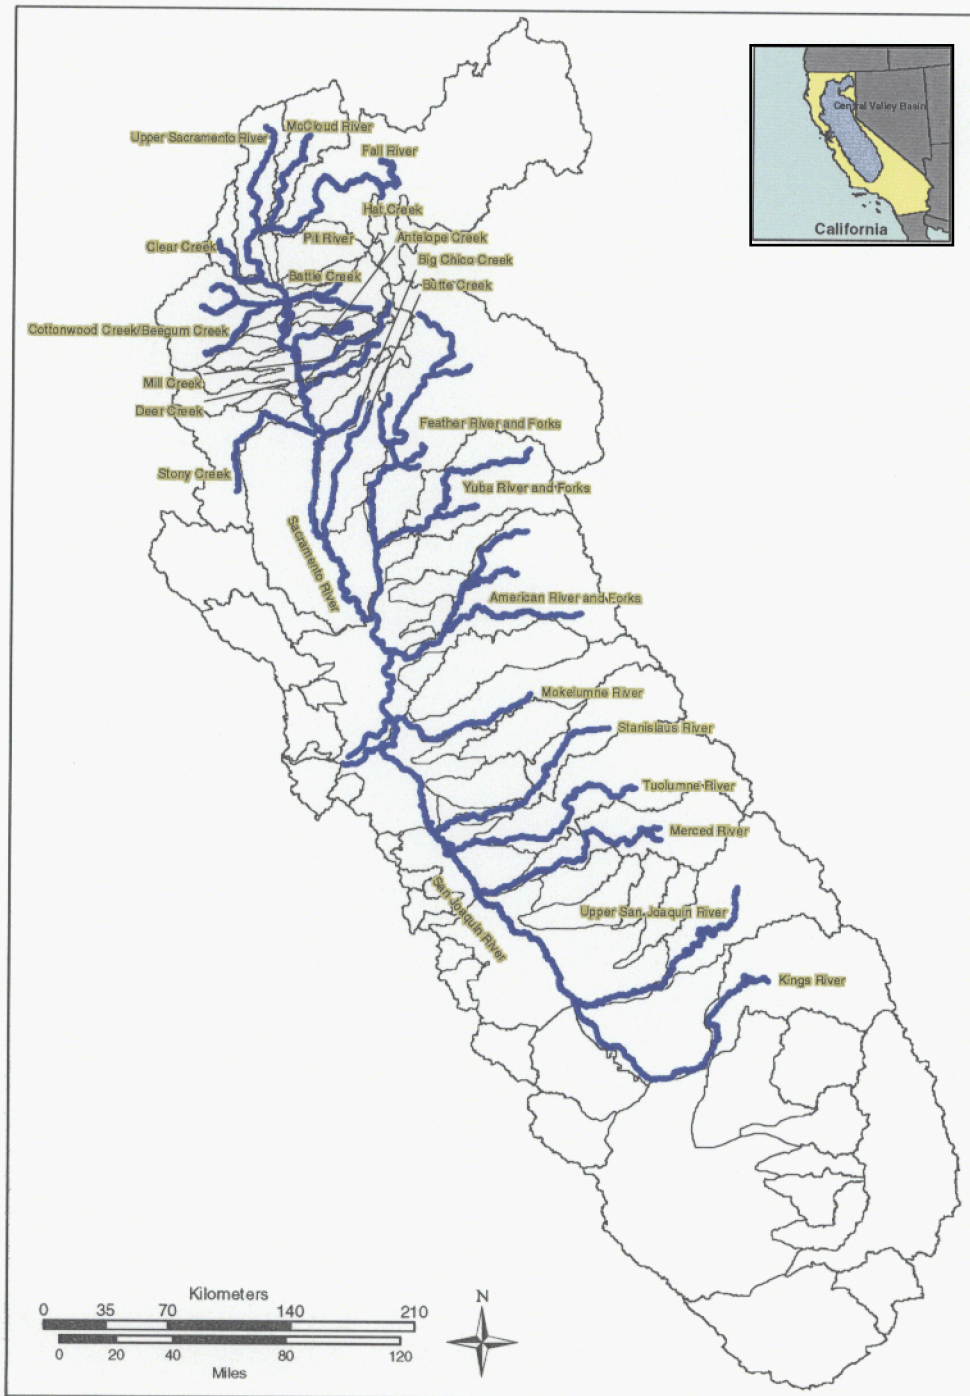 Central Valley Basin
California
McCloud River
Upper Sacramento River
Fall River
Hat Creek
Pit River
Antelope Creek
Clear Creek
Big Chico Creek
Battle Creek
Butte Creek
Cottonwood Creek/Beegum Creek
Mill Creek
Deer Creek
Feather River and Forks
Stony Creek
Yuba River and Forks
Sacramento River
American River and Forks
Mokelumne River
Stanislaus River
Tuolumne River
Merced River
San Joaquin River
Upper San Joaquin River
Kings River
Kilometers
0 35 70 140 210
0 20 40 80 120
Miles
N